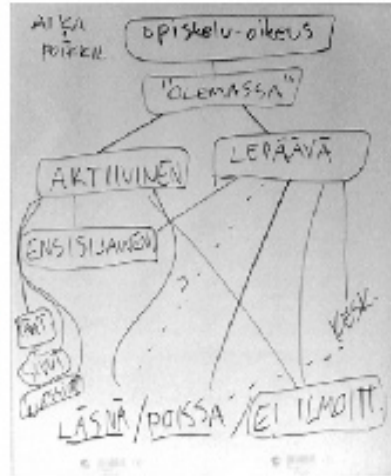 AIKA
POIKKI.
opiskelu-oikeus
"OLEMASSA"
AKTIIVINEN
LEPÄÄVÄ
ENSISIJAINEN
KESK.
LÄSNÄ / POISSA / EI ILMOITT